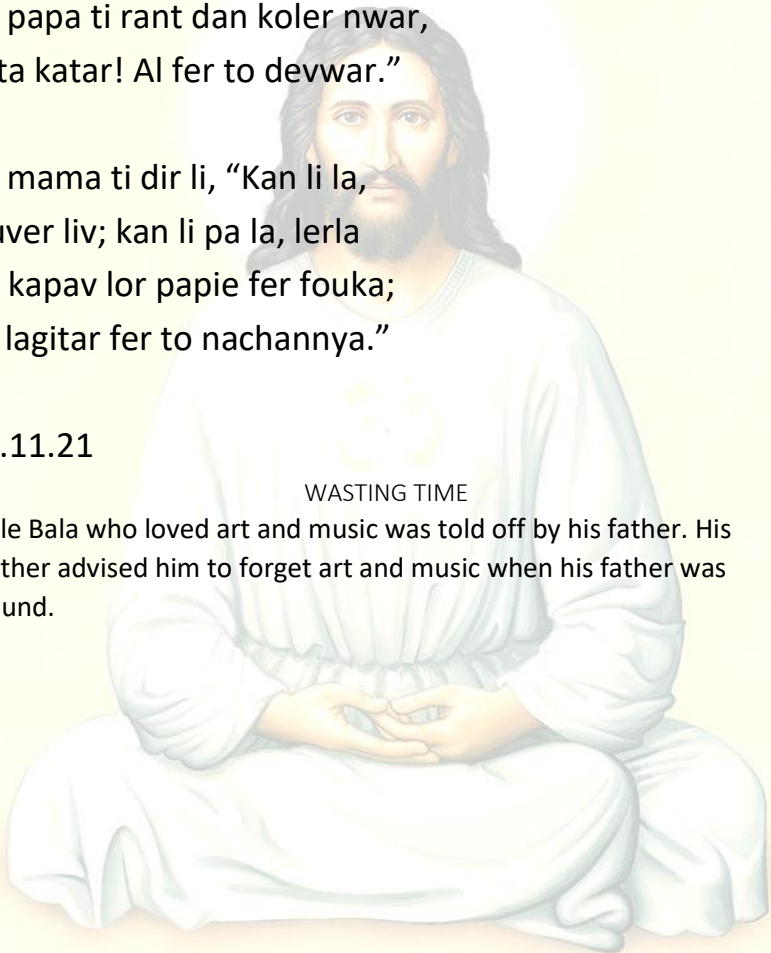 papa ti rant dan koler nwar,
ta katar! Al fer to devwar.”
mama ti dir li, “Kan li la,
uver liv; kan li pa la, lerla
kapav lor papie fer fouka;
lagitar fer to nachannya.”
.11.21
WASTING TIME
le Bala who loved art and music was told off by his father. His
ther advised him to forget art and music when his father was
und.